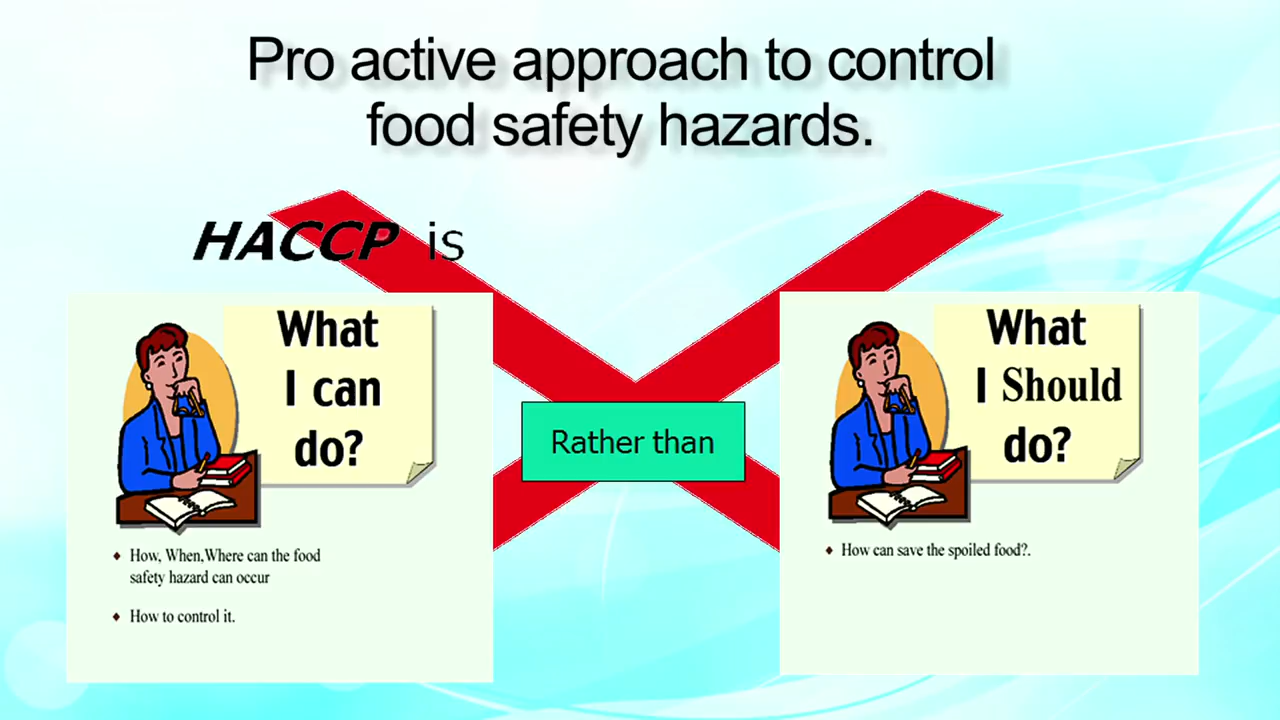 Pro active approach to control
food safety hazards.
HACCP is
What
I can
do?
♦ How, When,Where can the food
safety hazard can occur
♦ How to control it.
Rather than
What
I Should
do?
♦ How can save the spoiled food?.